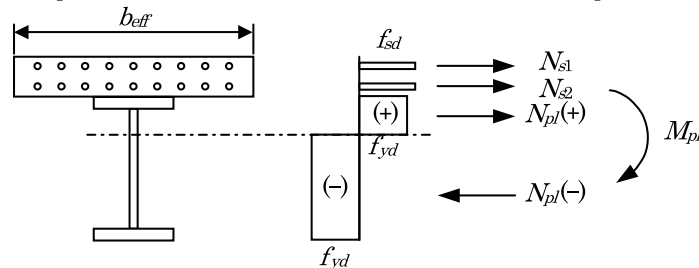 b_eff
f_sd
N_s1
N_s2
(+)
N_pl(+)
f_yd
M_pl
(-)
N_pl(-)
f_yd